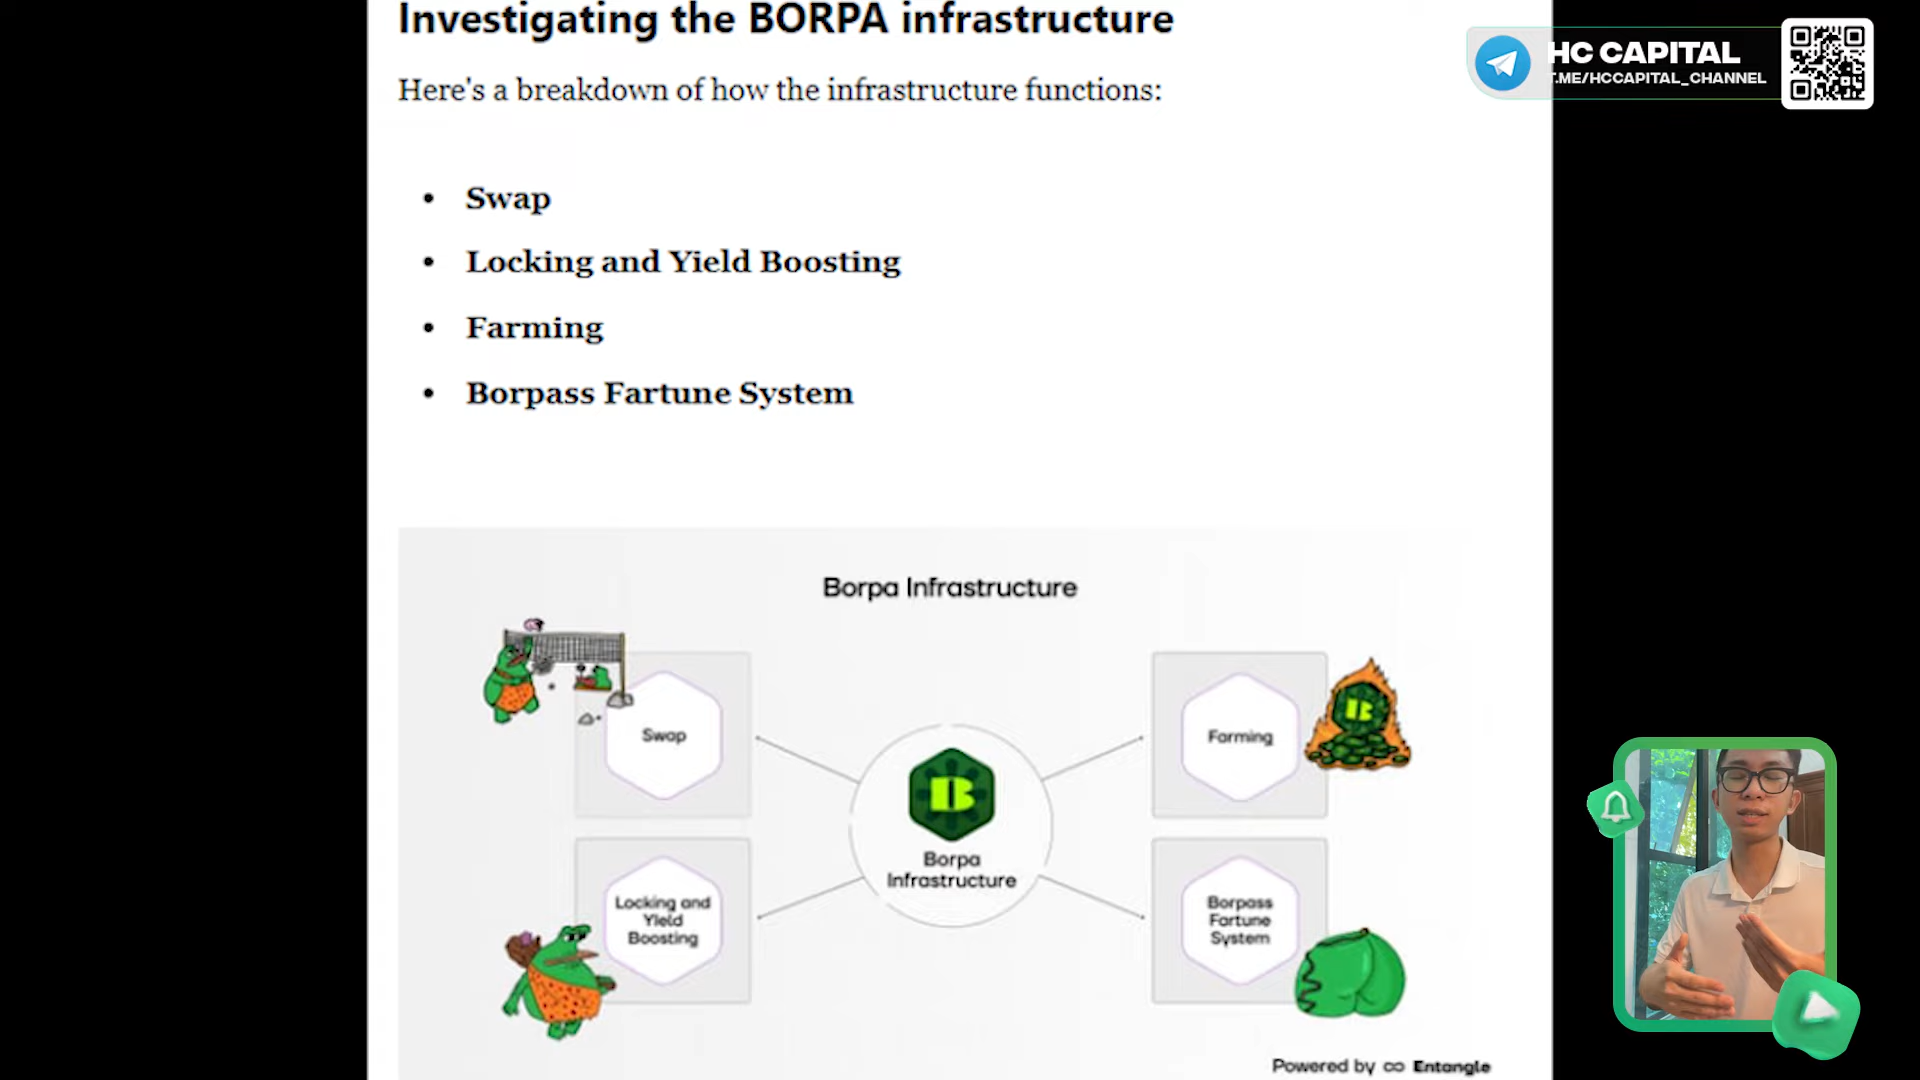 Investigating the BORPA infrastructure
HC CAPITAL
T.ME/HCCAPITAL_CHANNEL
Here's a breakdown of how the infrastructure functions:
• Swap
• Locking and Yield Boosting
• Farming
• Borpass Fartune System
Borpa Infrastructure
Swap
Farming
B
B
Borpa
Infrastructure
Locking and
Yield
Boosting
Borpass
Fartune
System
Powered by ∞ Entangle